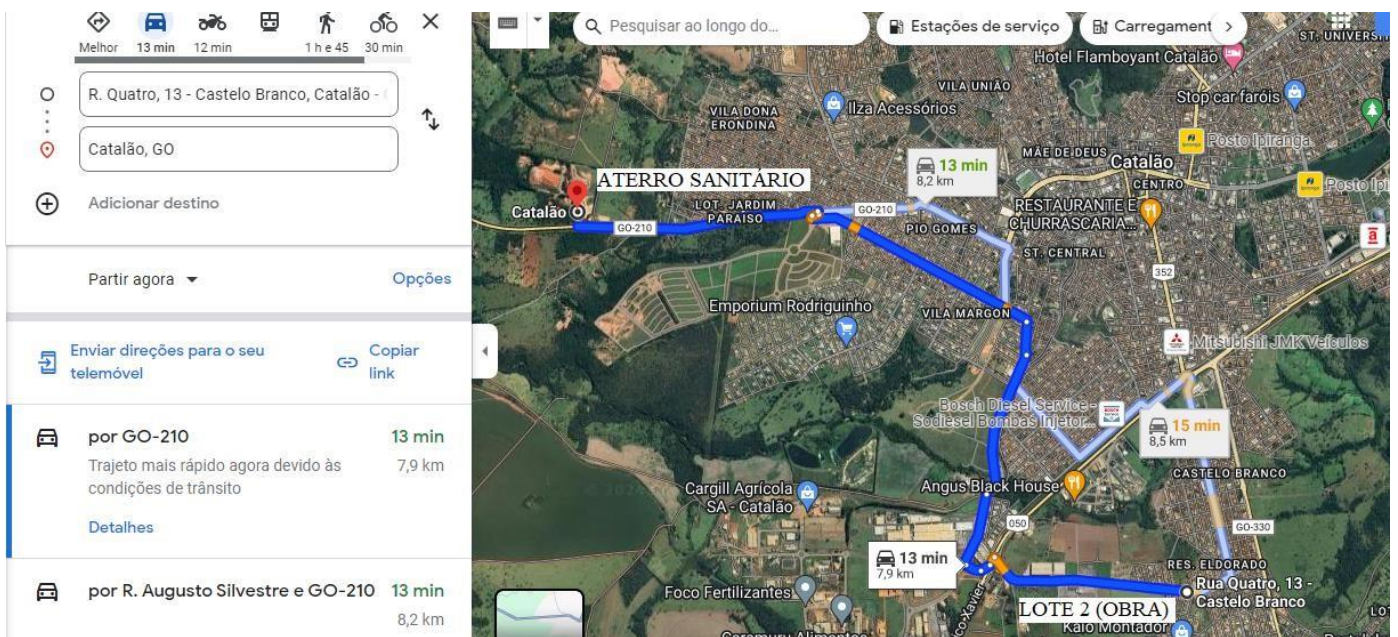 Melhor
13 min
12 min
1 h e 45
30 min
R. Quatro, 13 - Castelo Branco, Catalão -
Catalão, GO
Adicionar destino
Partir agora
Opções
Enviar direções para o seu
telemóvel
Copiar
link
por GO-210
13 min
Trajeto mais rápido agora devido às
condições de trânsito
7,9 km
Detalhes
por R. Augusto Silvestre e GO-210
13 min
8,2 km
Pesquisar ao longo do...
Estações de serviço
Carregament
ST. UNIVERSI
Hotel Flamboyant Catalão
VILA UNIÃO
Stop car faróis
Ilza Acessórios
VILA DONA
ERONDINA
Posto Ipiranga
MÃE DE DEUS
Catalão
13 min
8,2 km
CENTRO
Posto Ipi
ATERRO SANITÁRIO
Catalão
LOT. JARDIM
PARAÍSO
GO-210
GO-210
PIO GOMES
RESTAURANTE E
CHURRASCARIA...
ST. CENTRAL
352
Emporium Rodriguinho
VILA MARGON
Mitsubishi JMK Veículos
Bosch Diesel Service -
Sodiesel Bombas Injetor...
15 min
8,5 km
CASTELO BRANCO
Angus Black House
Cargill Agrícola
SA - Catalão
050
GO-330
13 min
7,9 km
RES. ELDORADO
Rua Quatro, 13 -
Castelo Branco
Foco Fertilizantes
LOTE 2 (OBRA)
Kaio Montador